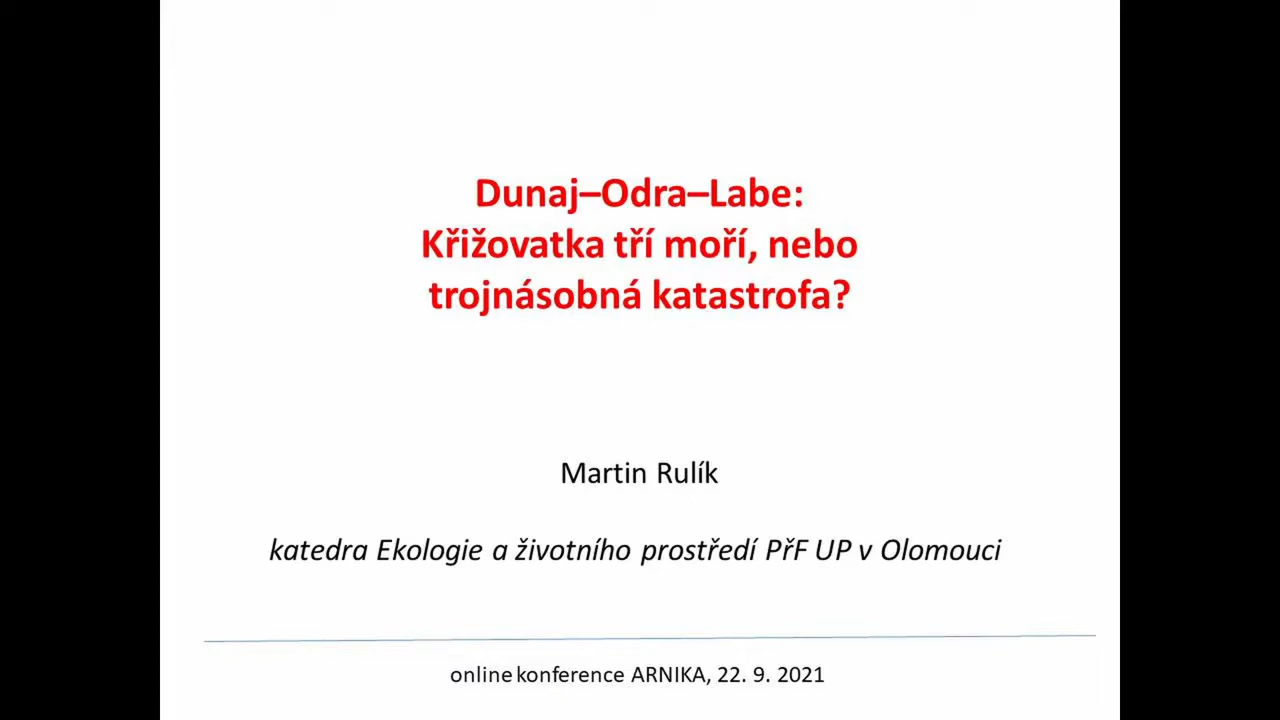 Dunaj–Odra–Labe:
Křižovatka tří moří, nebo
trojnásobná katastrofa?
Martin Rulík
katedra Ekologie a životního prostředí PřF UP v Olomouci
online konference ARNIKA, 22. 9. 2021